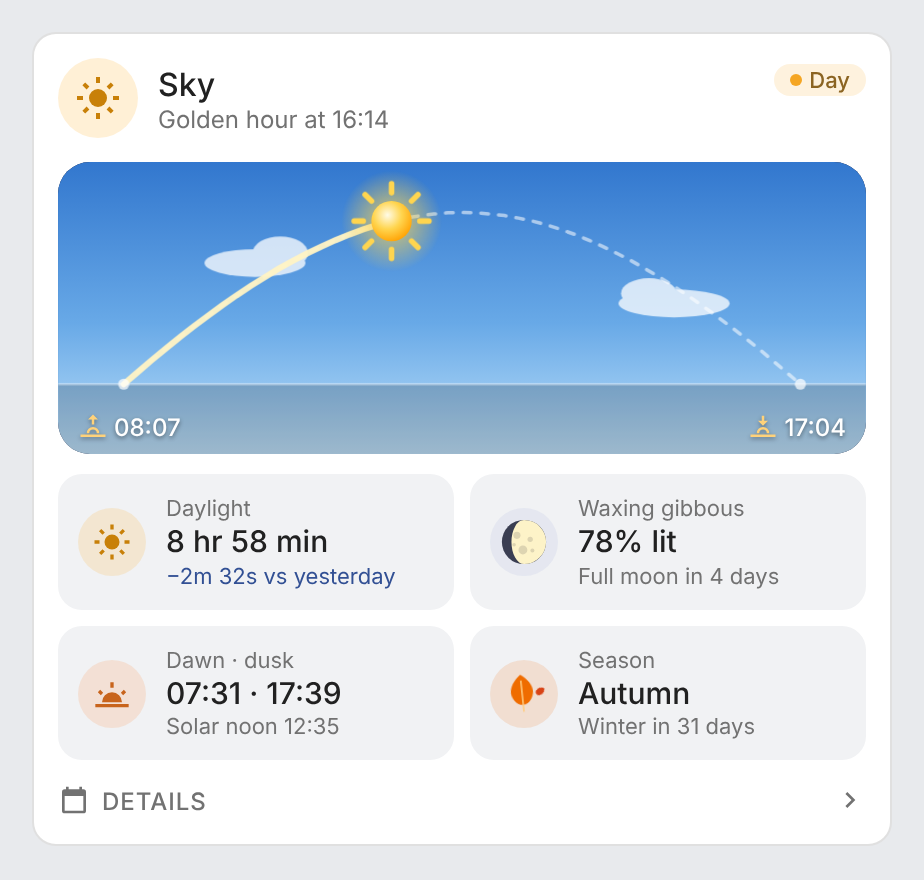 Sky
Golden hour at 16:14
Day
08:07
17:04
Daylight
8 hr 58 min
−2m 32s vs yesterday
Waxing gibbous
78% lit
Full moon in 4 days
Dawn · dusk
07:31 · 17:39
Solar noon 12:35
Season
Autumn
Winter in 31 days
DETAILS